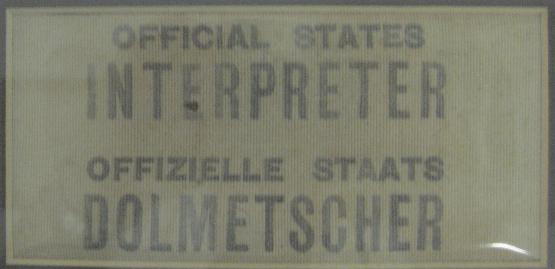 OFFICIAL STATES
INTERPRETER
OFFIZIELLE STAATS
DOLMETSCHER